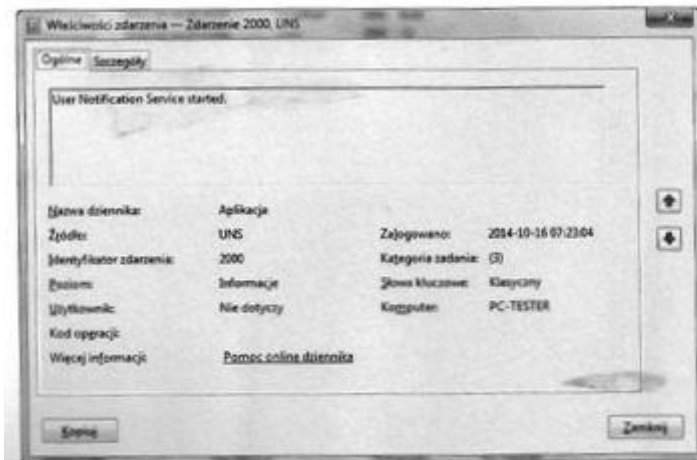 Właściwości zdarzenia — Zdarzenie 2000, UNS
Ogólne Szczegóły
User Notification Service started.
Nazwa dziennika: Aplikacja
Źródło: UNS Zalogowano: 2014-10-16 07:23:04
Identyfikator zdarzenia: 2000 Kategoria zadania: (3)
Poziom: Informacje Słowa kluczowe: Klasyczny
Użytkownik: Nie dotyczy Komputer: PC-TESTER
Kod operacji:
Więcej informacji: Pomoc online dziennika
Kopiuj Zamknij